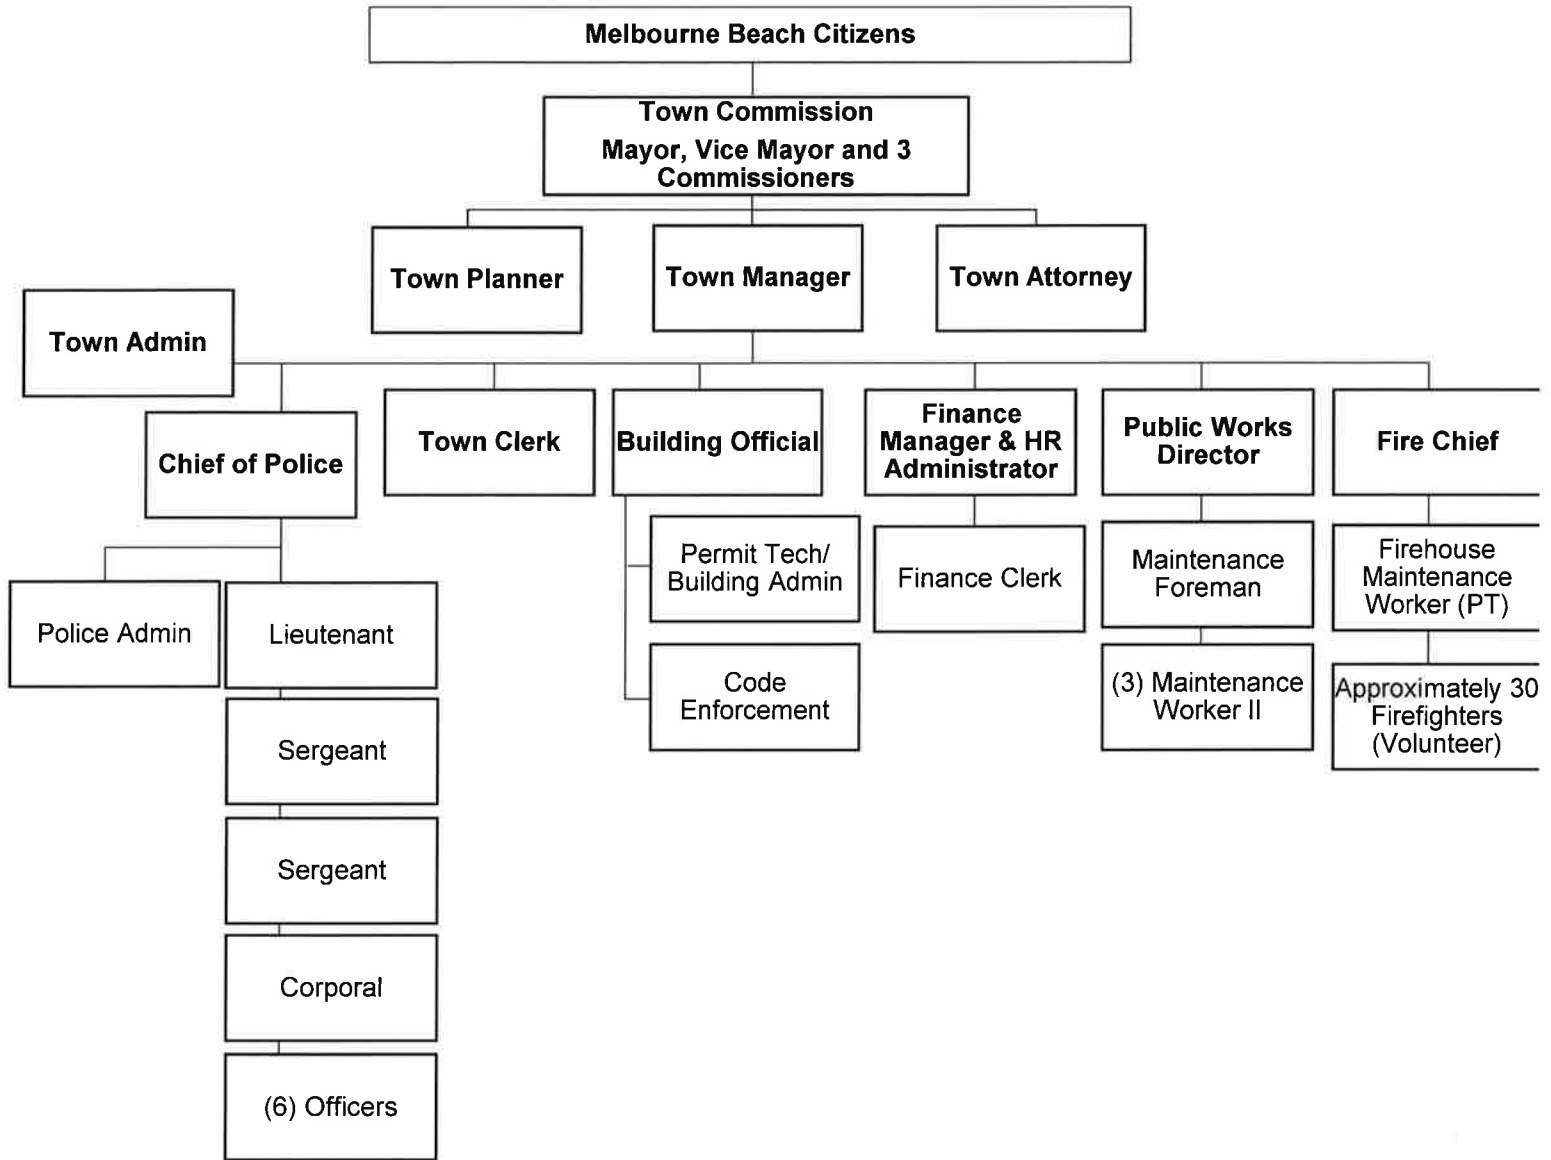 Melbourne Beach Citizens
Town Commission
Mayor, Vice Mayor and 3
Commissioners
Town Planner
Town Manager
Town Attorney
Town Admin
Chief of Police
Town Clerk
Building Official
Finance
Manager & HR
Administrator
Public Works
Director
Fire Chief
Police Admin
Lieutenant
Sergeant
Sergeant
Corporal
(6) Officers
Permit Tech/
Building Admin
Code
Enforcement
Finance Clerk
Maintenance
Foreman
(3) Maintenance
Worker II
Firehouse
Maintenance
Worker (PT)
Approximately 30
Firefighters
(Volunteer)